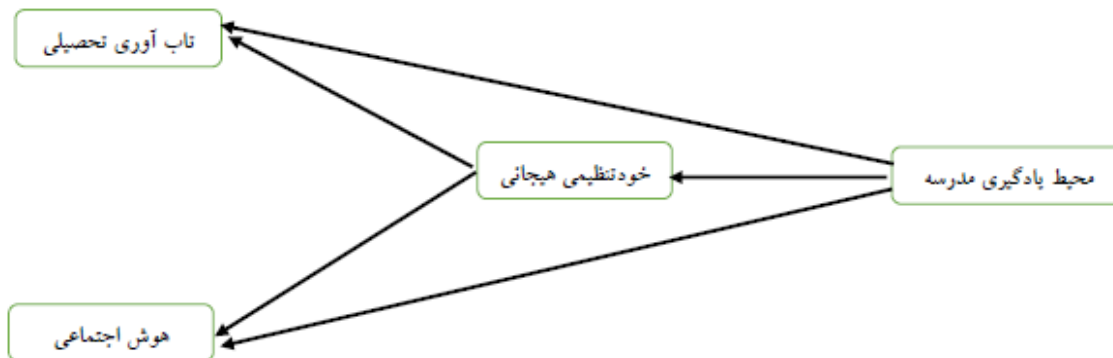 تاب آوری تحصیلی
محیط یادگیری مدرسه
خودتنظیمی هیجانی
هوش اجتماعی